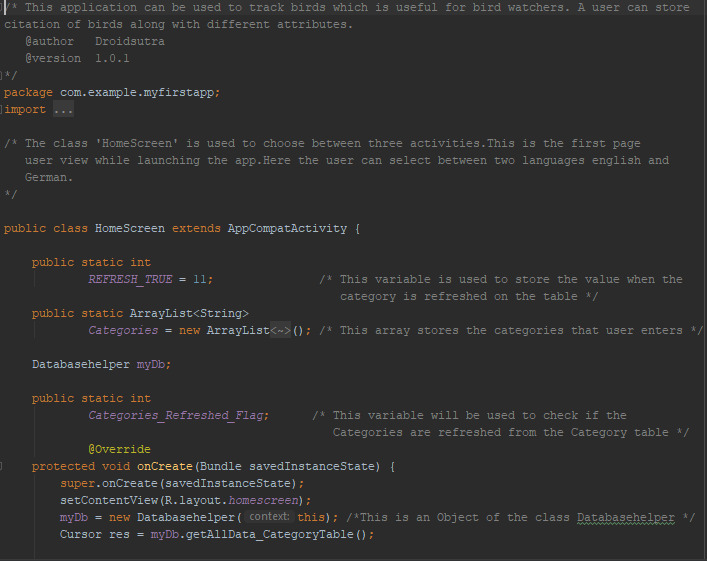 /* This application can be used to track birds which is useful for bird watchers. A user can store
citation of birds along with different attributes.
@author Droidsutra
@version 1.0.1
*/
package com.example.myfirstapp;
import ...
/* The class 'HomeScreen' is used to choose between three activities.This is the first page
user view while launching the app.Here the user can select between two languages english and
German.
*/
public class HomeScreen extends AppCompatActivity {
public static int
REFRESH_TRUE = 11; /* This variable is used to store the value when the
category is refreshed on the table */
public static ArrayList<String>
Categories = new ArrayList<~>(); /* This array stores the categories that user enters */
Databasehelper myDb;
public static int
Categories_Refreshed_Flag; /* This variable will be used to check if the
Categories are refreshed from the Category table */
@Override
protected void onCreate(Bundle savedInstanceState) {
super.onCreate(savedInstanceState);
setContentView(R.layout.homescreen);
myDb = new Databasehelper( context: this); /*This is an Object of the class Databasehelper */
Cursor res = myDb.getAllData_CategoryTable();